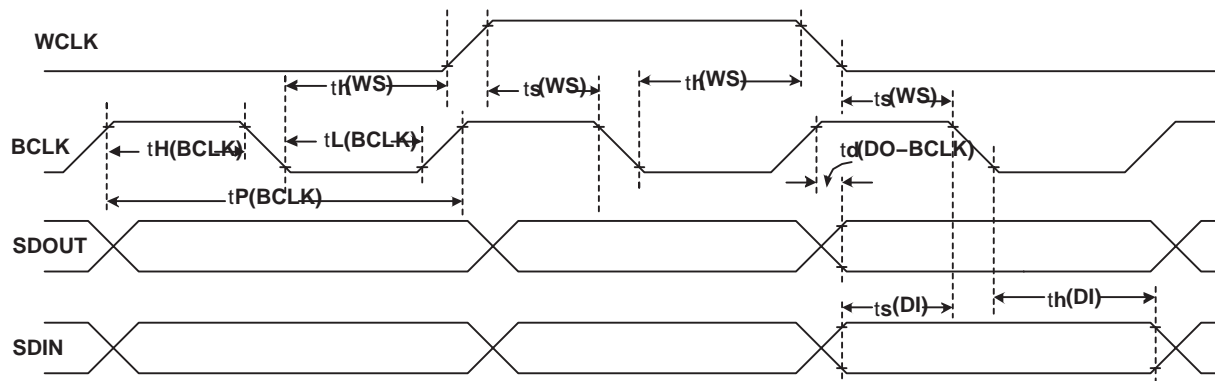 WCLK
th(WS)
ts(WS)
th(WS)
ts(WS)
BCLK
tH(BCLK)
tL(BCLK)
td(DO–BCLK)
tP(BCLK)
SDOUT
ts(DI)
th(DI)
SDIN